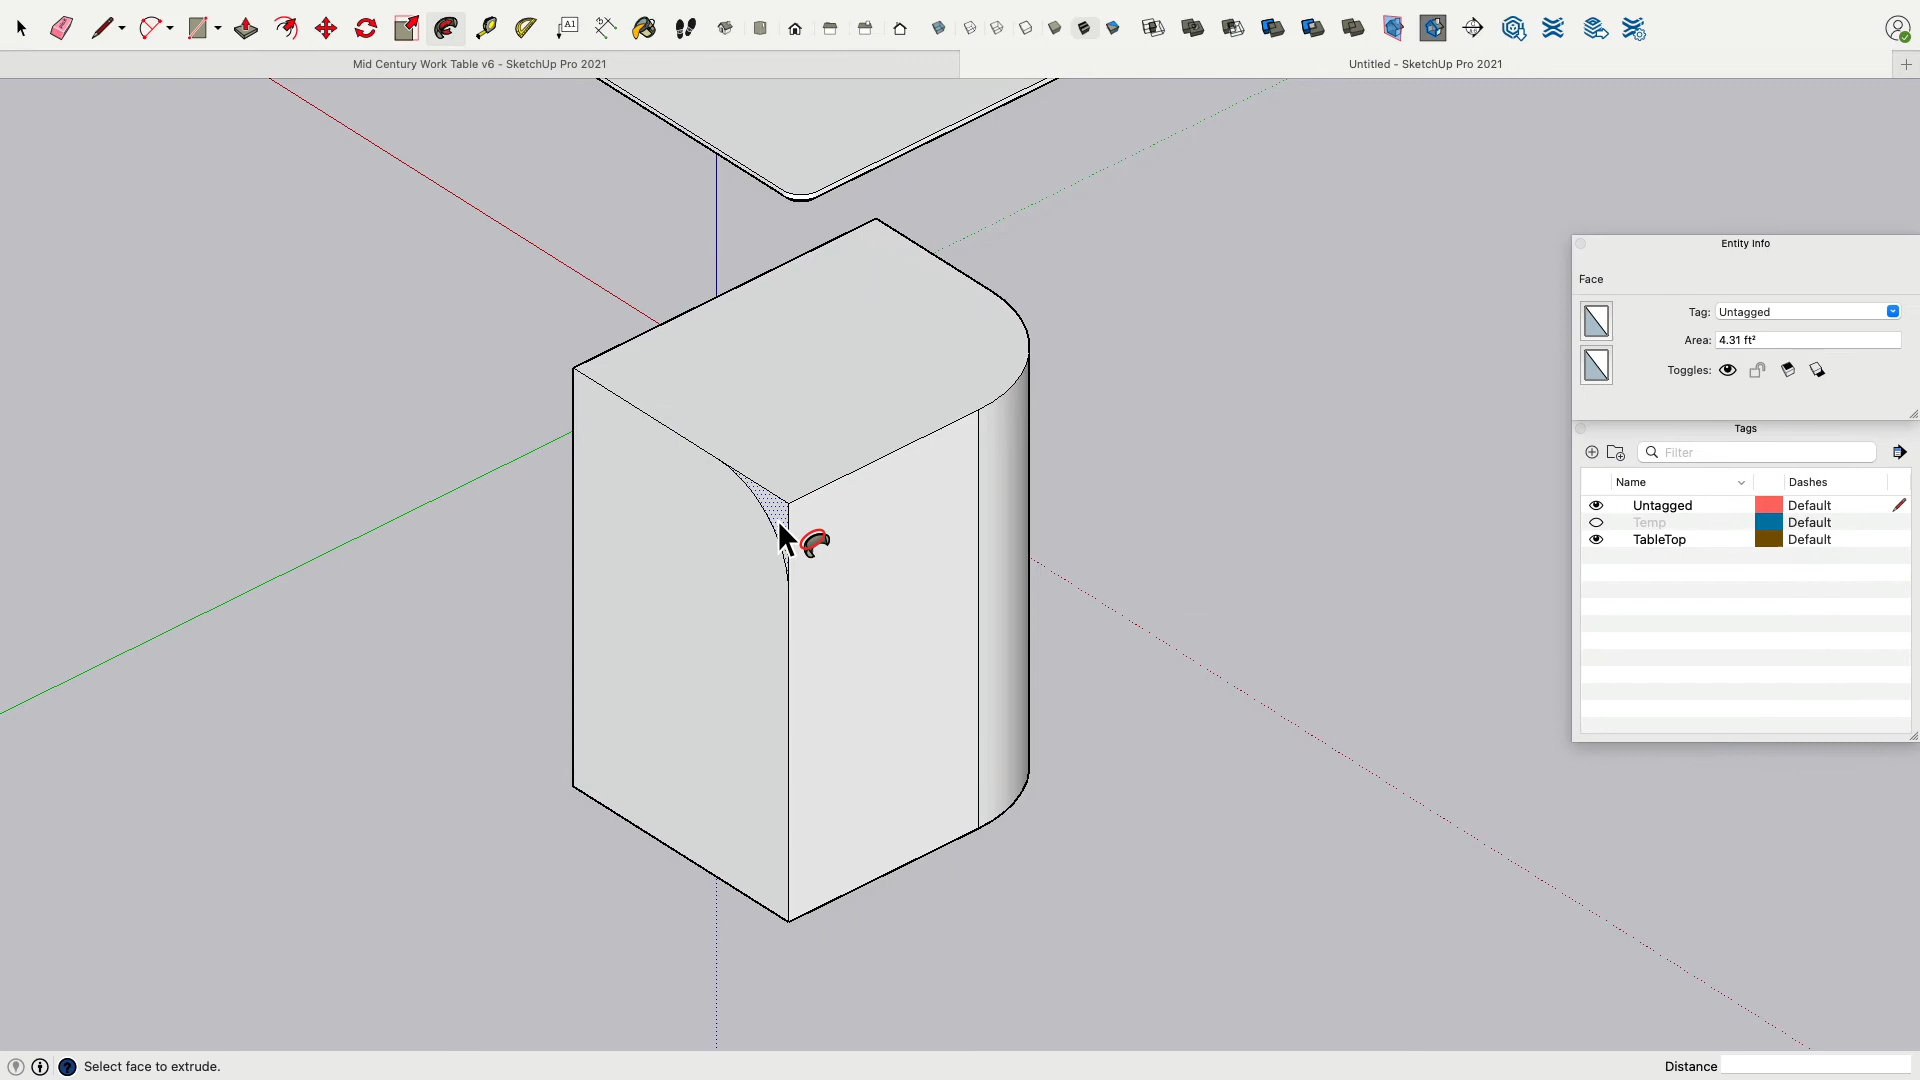 A1
Mid Century Work Table v6 - SketchUp Pro 2021
Untitled - SketchUp Pro 2021
Entity Info
Face
Tag: Untagged
Area: 4.31 ft²
Toggles:
Tags
Filter
Name Dashes
Untagged Default
Temp Default
TableTop Default
Select face to extrude.
Distance